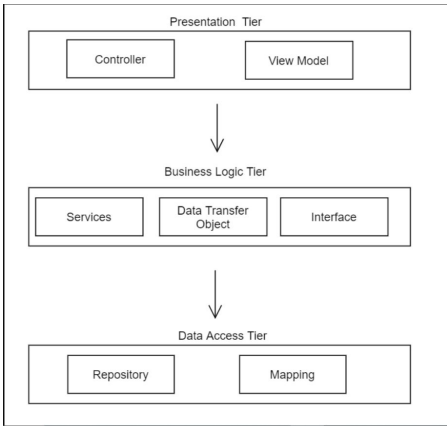 Presentation Tier
Controller
View Model
Business Logic Tier
Services
Data Transfer
Object
Interface
Data Access Tier
Repository
Mapping